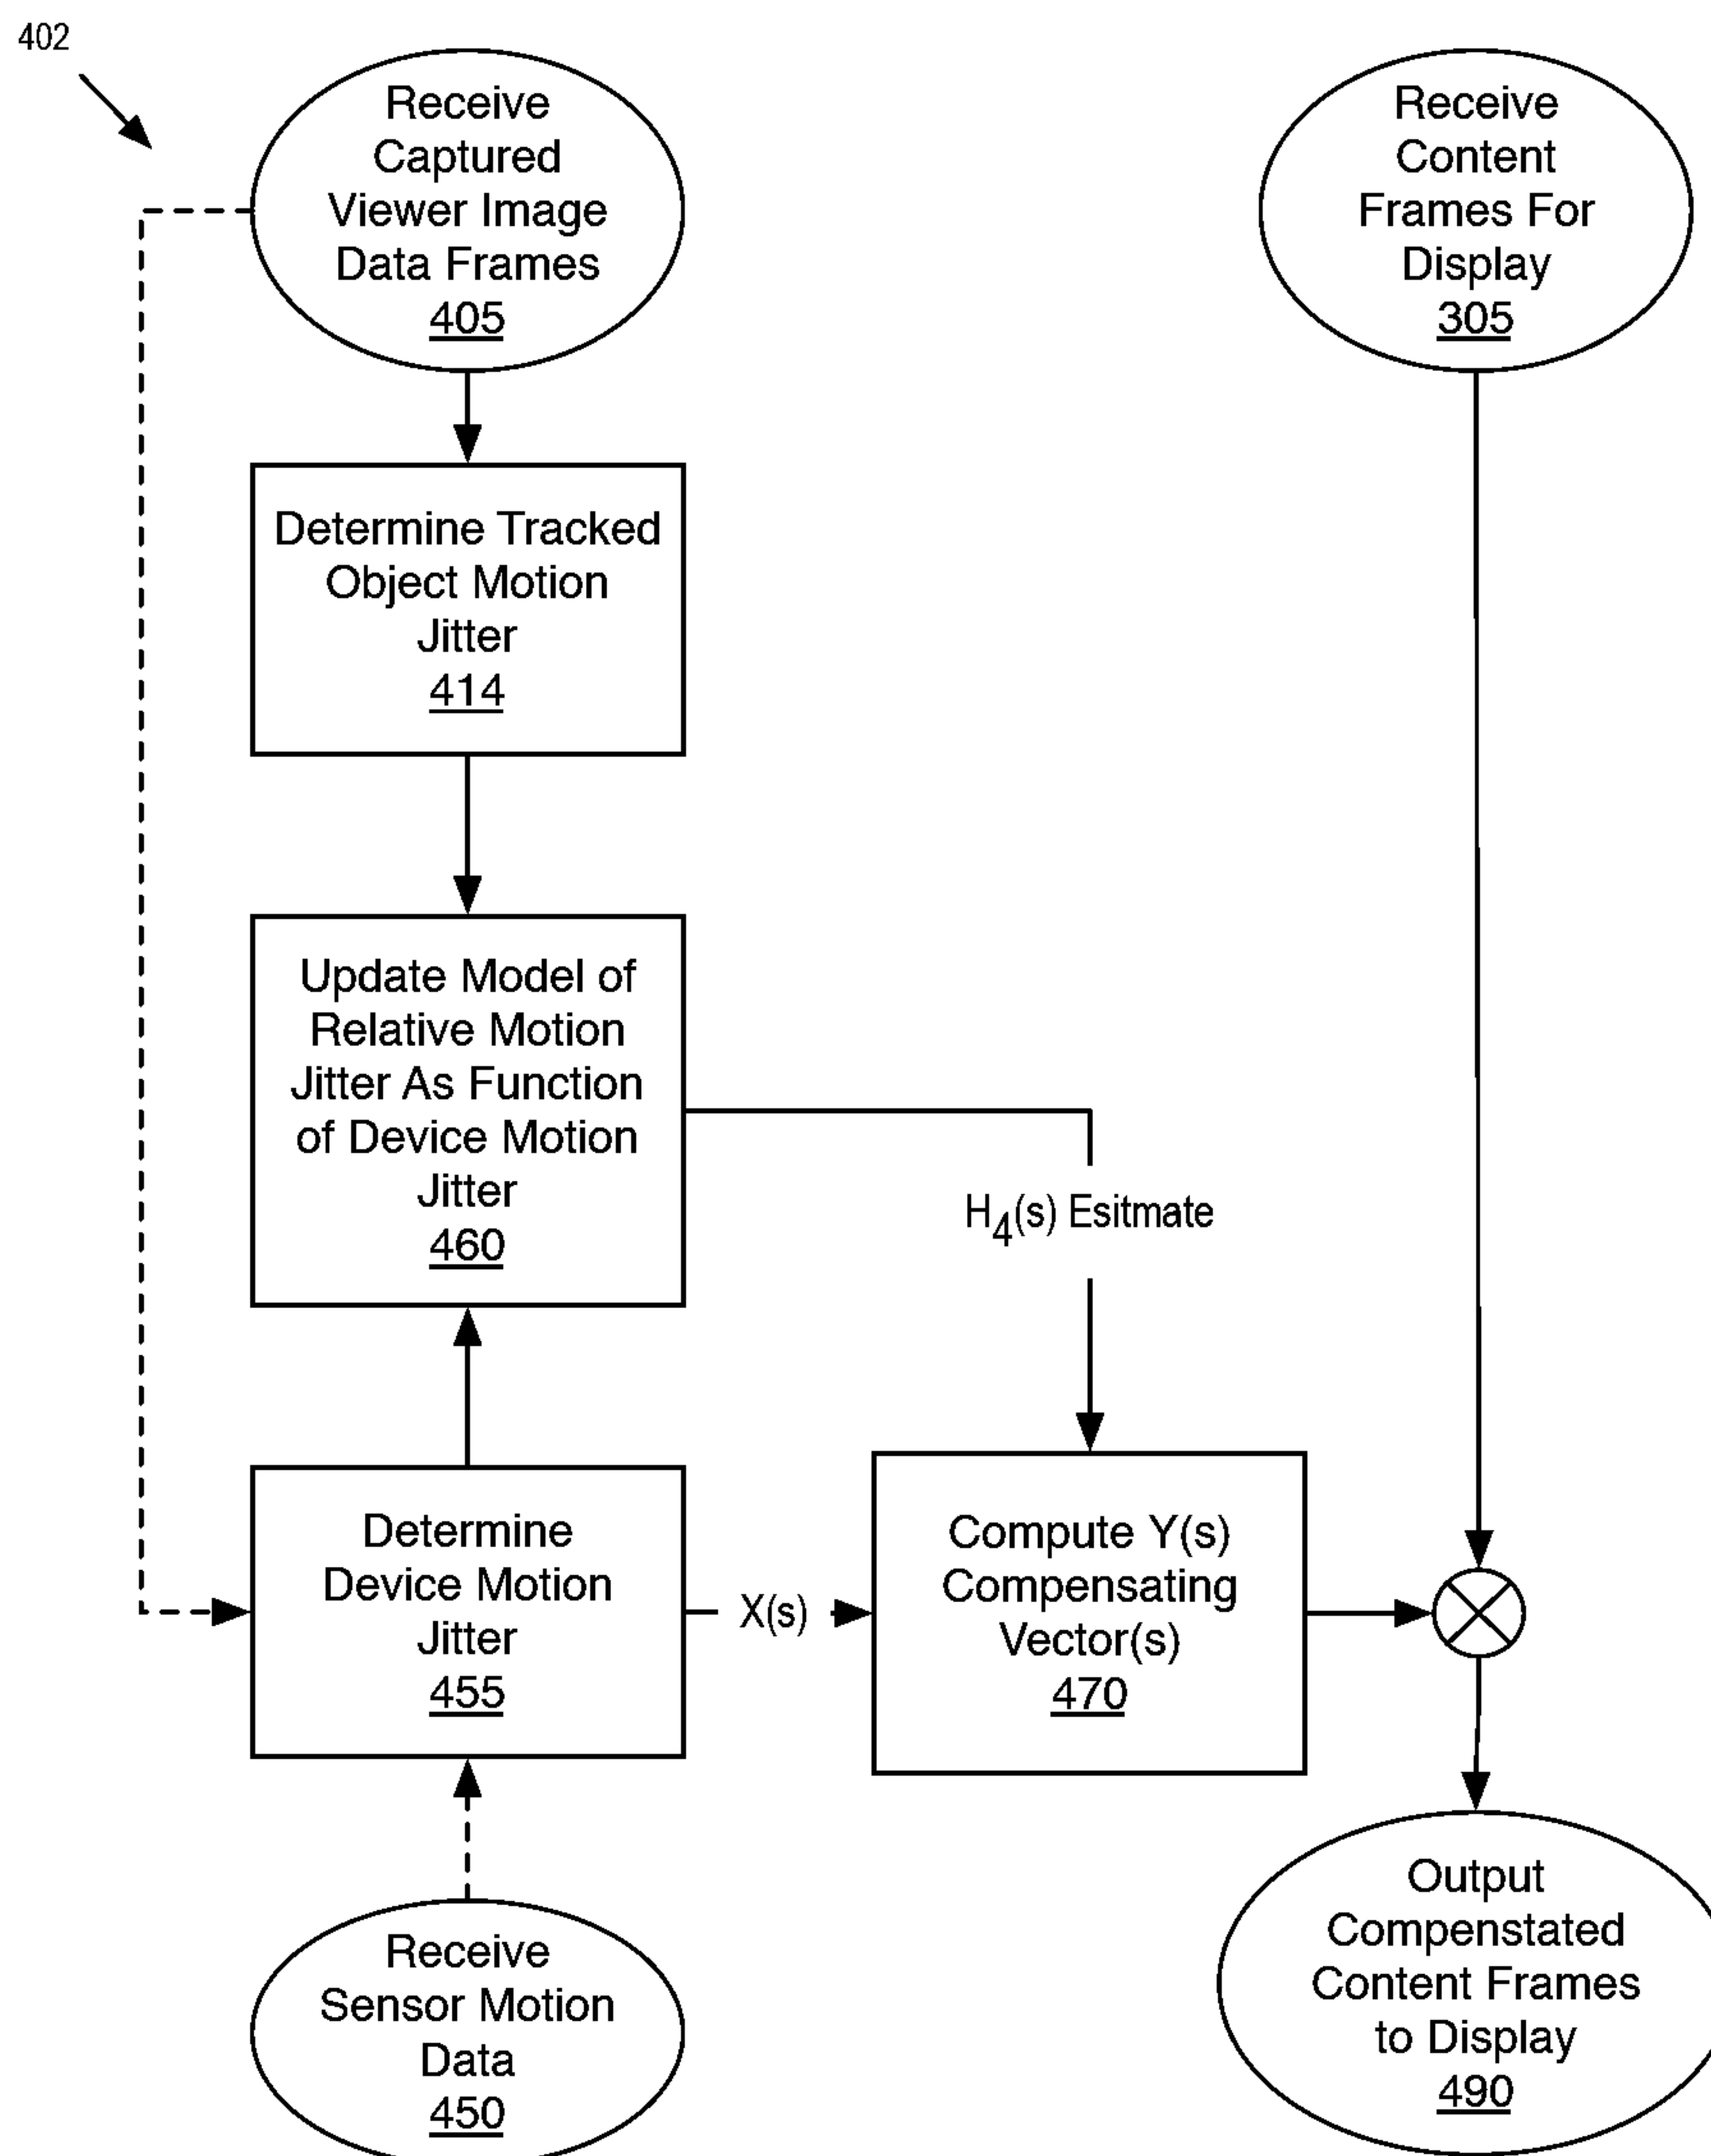 402
Receive
Captured
Viewer Image
Data Frames
405
Receive
Content
Frames For
Display
305
Determine Tracked
Object Motion
Jitter
414
Update Model of
Relative Motion
Jitter As Function
of Device Motion
Jitter
460
H4(s) Esitmate
Determine
Device Motion
Jitter
455
X(s)
Compute Y(s)
Compensating
Vector(s)
470
Receive
Sensor Motion
Data
450
Output
Compenstated
Content Frames
to Display
490